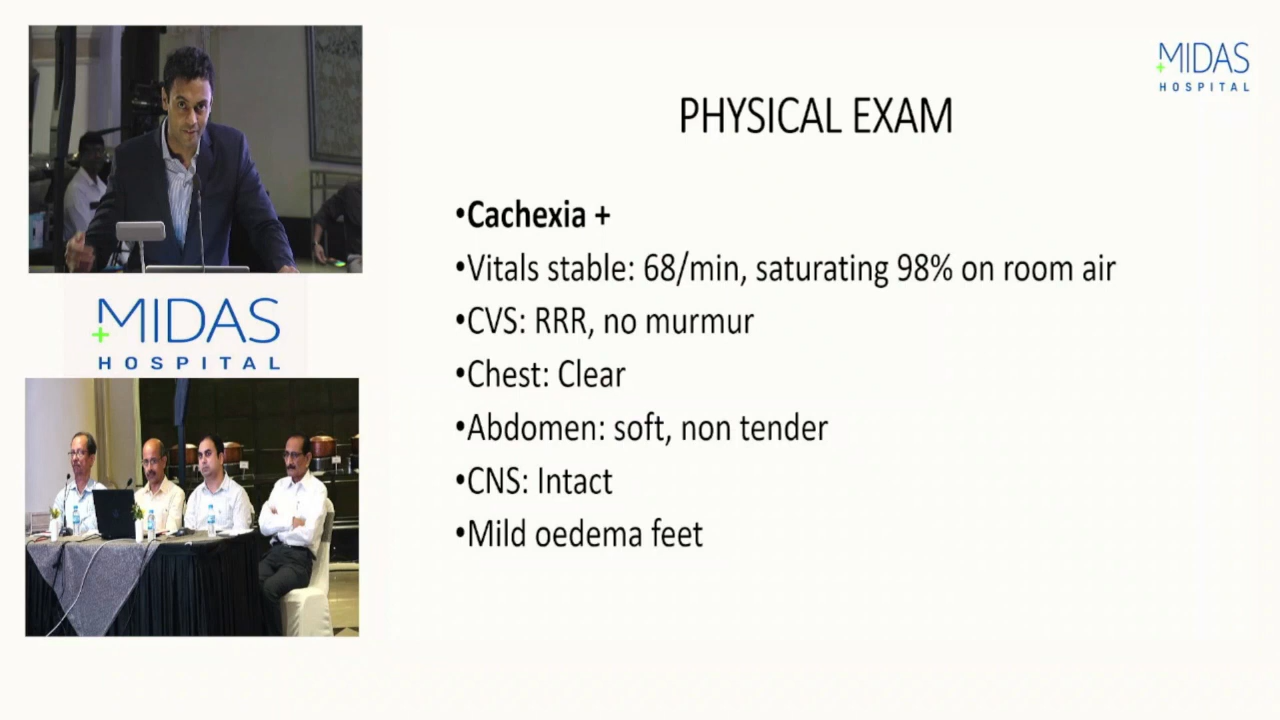 MIDAS
HOSPITAL
PHYSICAL EXAM
•Cachexia +
•Vitals stable: 68/min, saturating 98% on room air
•CVS: RRR, no murmur
•Chest: Clear
•Abdomen: soft, non tender
•CNS: Intact
•Mild oedema feet
MIDAS
HOSPITAL